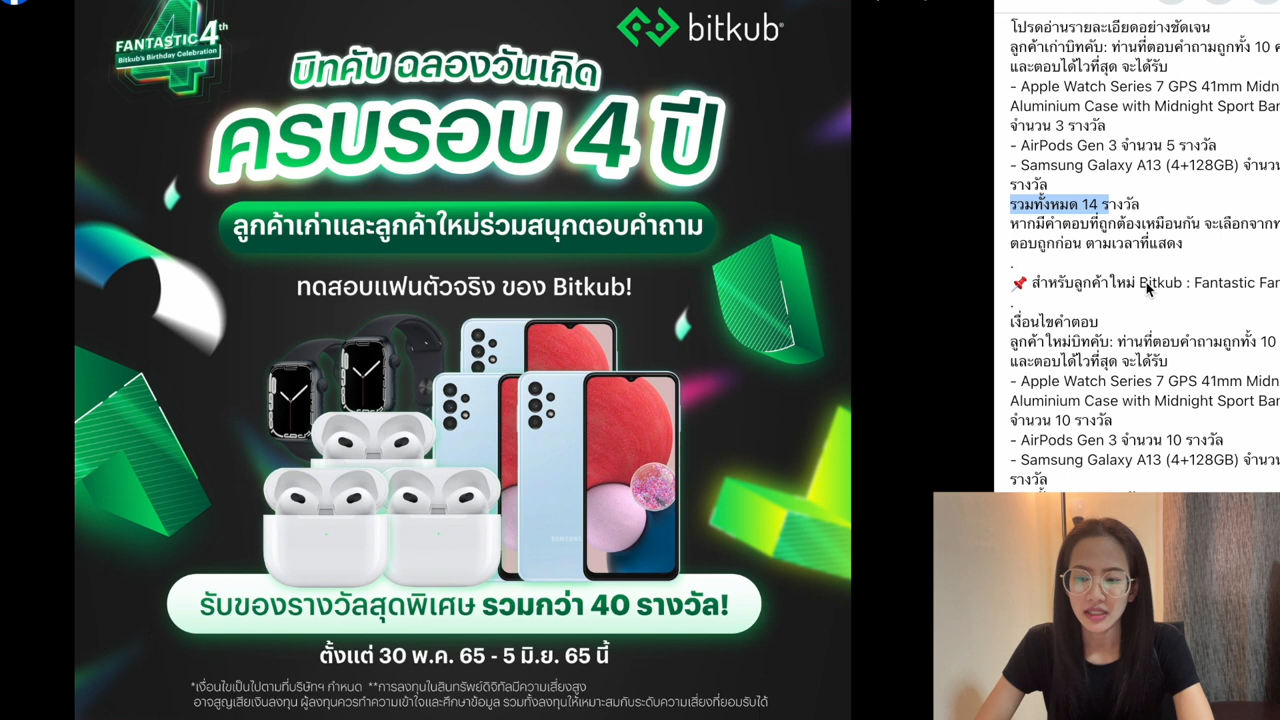 FANTASTIC 4th
Bitkub's Birthday Celebration
bitkub
บิทคับ ฉลองวันเกิด
ครบรอบ 4 ปี
ลูกค้าเก่าและลูกค้าใหม่ร่วมสนุกตอบคำถาม
ทดสอบแฟนตัวจริง ของ Bitkub!
SAMSUNG
รับของรางวัลสุดพิเศษ รวมกว่า 40 รางวัล!
ตั้งแต่ 30 พ.ค. 65 - 5 มิ.ย. 65 นี้
*เงื่อนไขเป็นไปตามที่บริษัทฯ กำหนด **การลงทุนในสินทรัพย์ดิจิทัลมีความเสี่ยงสูง
อาจสูญเสียเงินลงทุน ผู้ลงทุนควรทำความเข้าใจและศึกษาข้อมูล รวมทั้งลงทุนให้เหมาะสมกับระดับความเสี่ยงที่ยอมรับได้
โปรดอ่านรายละเอียดอย่างชัดเจน
ลูกค้าเก่าบิทคับ: ท่านที่ตอบคำถามถูกทั้ง 10
และตอบได้ไวที่สุด จะได้รับ
- Apple Watch Series 7 GPS 41mm
Aluminium Case with Midnight Sport
จำนวน 3 รางวัล
- AirPods Gen 3 จำนวน 5 รางวัล
- Samsung Galaxy A13 (4+128GB)
รางวัล
รวมทั้งหมด 14 รางวัล
หากมีคำตอบที่ถูกต้องเหมือนกัน จะเลือกจาก
ตอบถูกก่อน ตามเวลาที่แสดง
.
📌 สำหรับลูกค้าใหม่ Bitkub : Fantastic
.
เงื่อนไขคำตอบ
ลูกค้าใหม่บิทคับ: ท่านที่ตอบคำถามถูกทั้ง 10
และตอบได้ไวที่สุด จะได้รับ
- Apple Watch Series 7 GPS 41mm
Aluminium Case with Midnight Sport
จำนวน 10 รางวัล
- AirPods Gen 3 จำนวน 10 รางวัล
- Samsung Galaxy A13 (4+128GB)
รางวัล